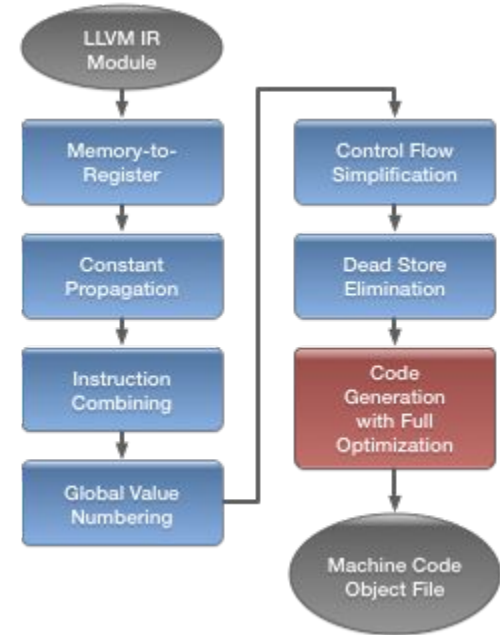 LLVM IR
Module
Memory-to-
Register
Constant
Propagation
Instruction
Combining
Global Value
Numbering
Control Flow
Simplification
Dead Store
Elimination
Code
Generation
with Full
Optimization
Machine Code
Object File